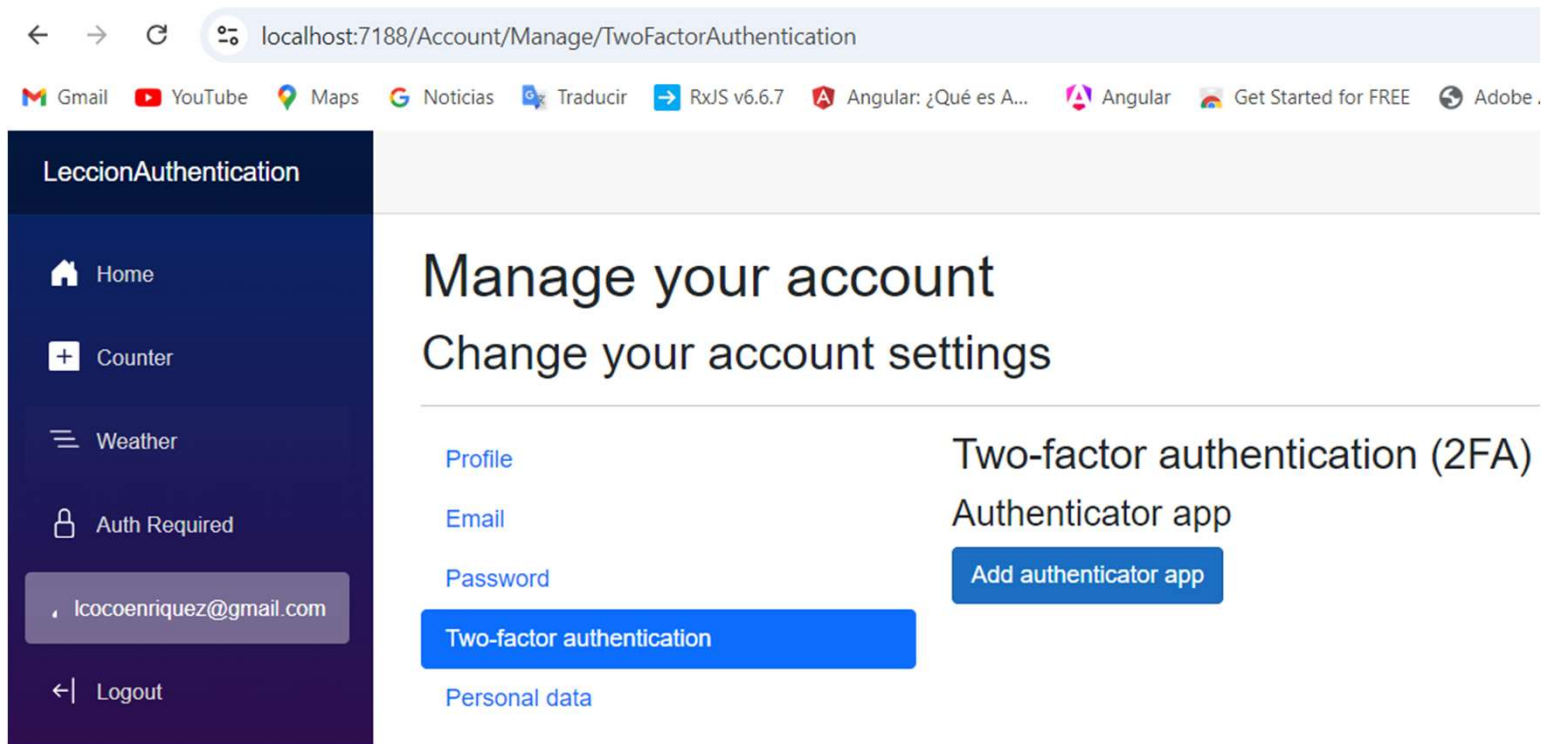 localhost:7188/Account/Manage/TwoFactorAuthentication
Gmail YouTube Maps Noticias Traducir RxJS v6.6.7 Angular: ¿Qué es A... Angular Get Started for FREE Adobe
LeccionAuthentication
Home
Counter
Weather
Auth Required
lcocoenriquez@gmail.com
Logout
Manage your account
Change your account settings
Profile
Email
Password
Two-factor authentication
Personal data
Two-factor authentication (2FA)
Authenticator app
Add authenticator app